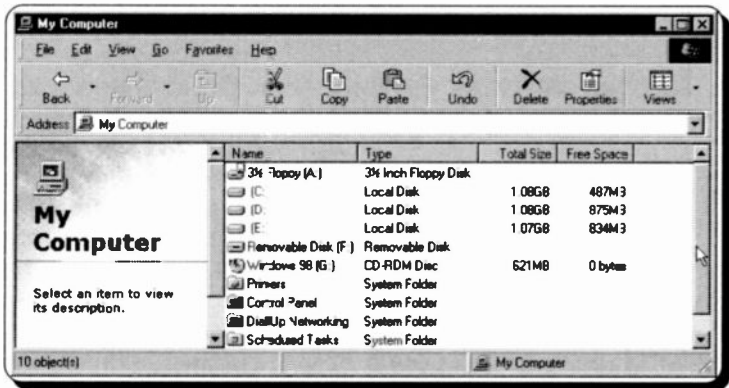 My Computer
File Edit View Go Favorites Help
Back Forward Up Cut Copy Paste Undo Delete Properties Views
Address My Computer
Name Type Total Size Free Space
3½ Floppy (A:) 3½ Inch Floppy Disk
(C: Local Disk 1.08GB 487MB
(D: Local Disk 1.08GB 875MB
(E: Local Disk 1.07GB 834MB
Removable Disk (F:) Removable Disk
Windows 98 (G:) CD-ROM Disc 621MB 0 bytes
Printers System Folder
Control Panel System Folder
DialUp Networking System Folder
Scheduled Tasks System Folder
My
Computer
Select an item to view
its description.
10 object(s) My Computer